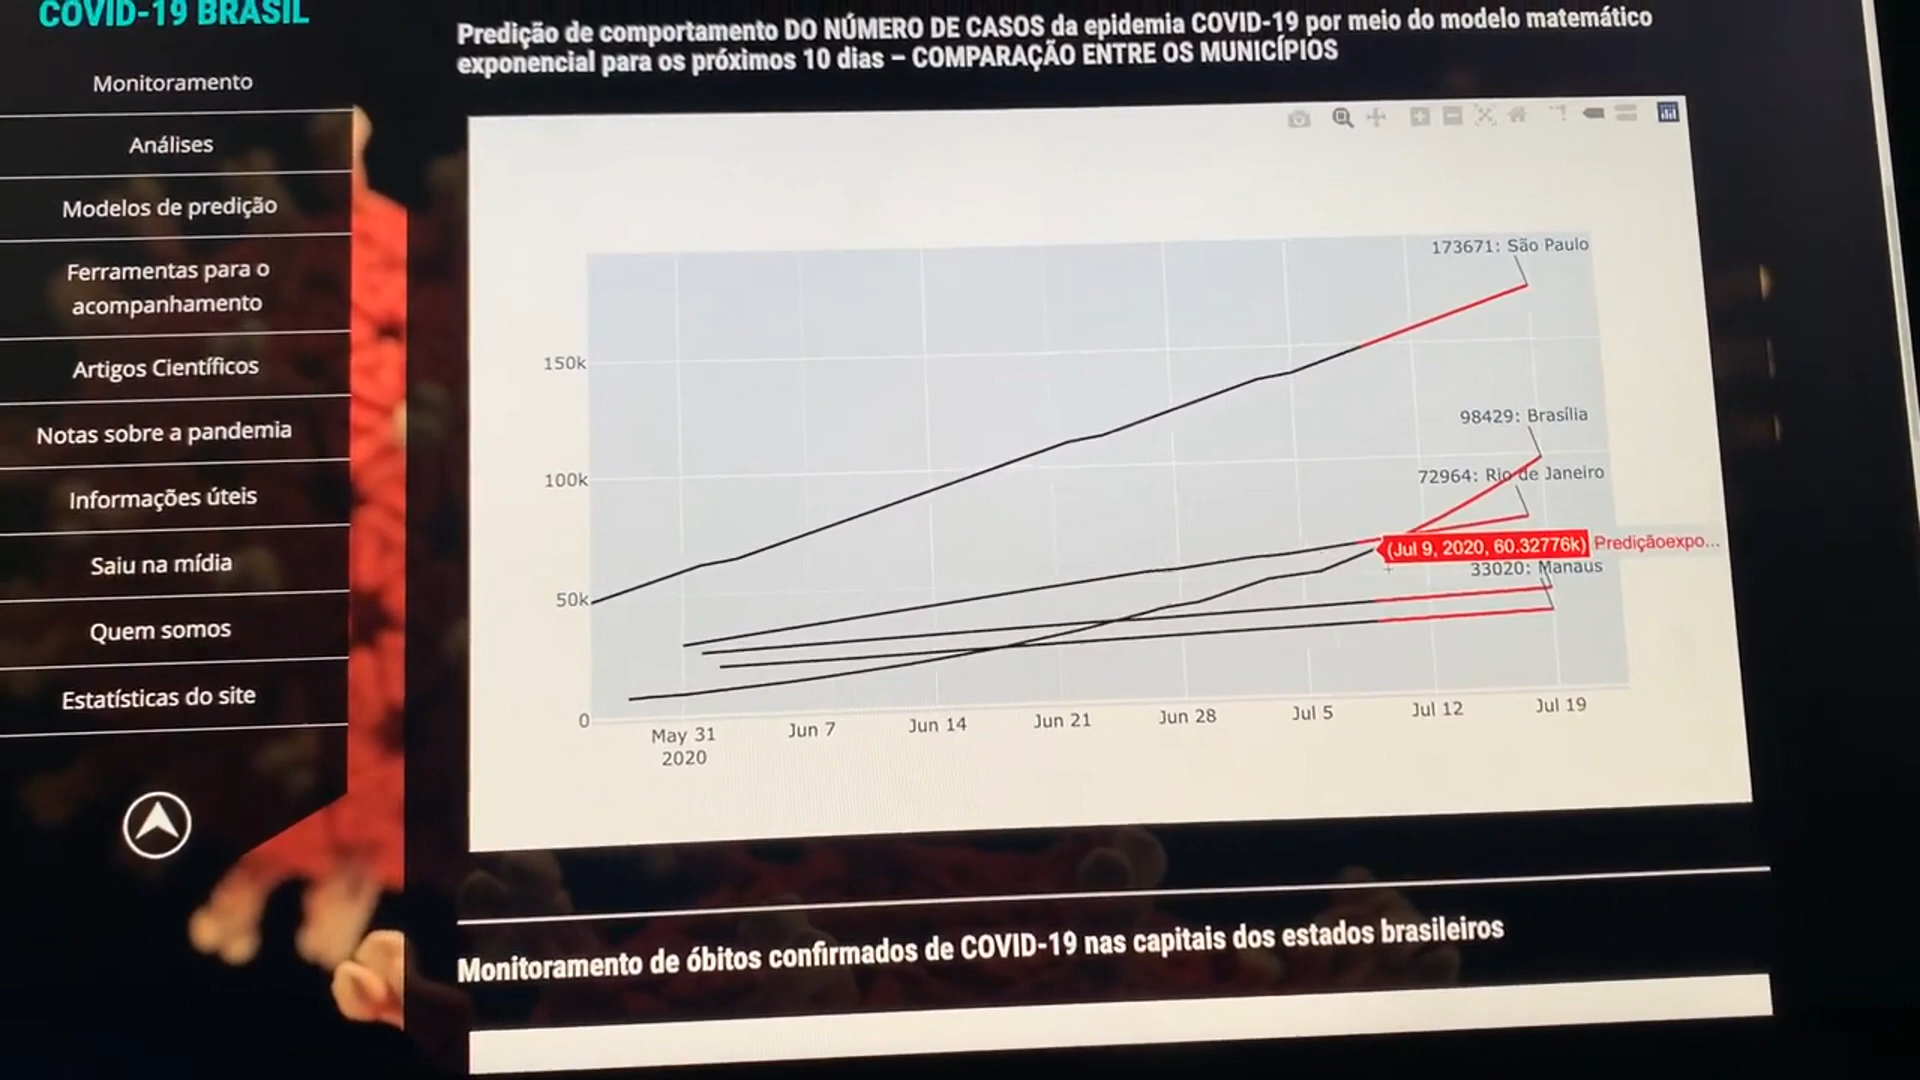 COVID-19 BRASIL
Monitoramento
Análises
Modelos de predição
Ferramentas para o
acompanhamento
Artigos Científicos
Notas sobre a pandemia
Informações úteis
Saiu na mídia
Quem somos
Estatísticas do site
Predição de comportamento DO NÚMERO DE CASOS da epidemia COVID-19 por meio do modelo matemático
exponencial para os próximos 10 dias – COMPARAÇÃO ENTRE OS MUNICÍPIOS
173671: São Paulo
150k
98429: Brasília
100k
72964: Rio de Janeiro
(Jul 9, 2020, 60.32776k) Prediçãoexpo...
33020: Manaus
50k
0
May 31
2020
Jun 7
Jun 14
Jun 21
Jun 28
Jul 5
Jul 12
Jul 19
Monitoramento de óbitos confirmados de COVID-19 nas capitais dos estados brasileiros